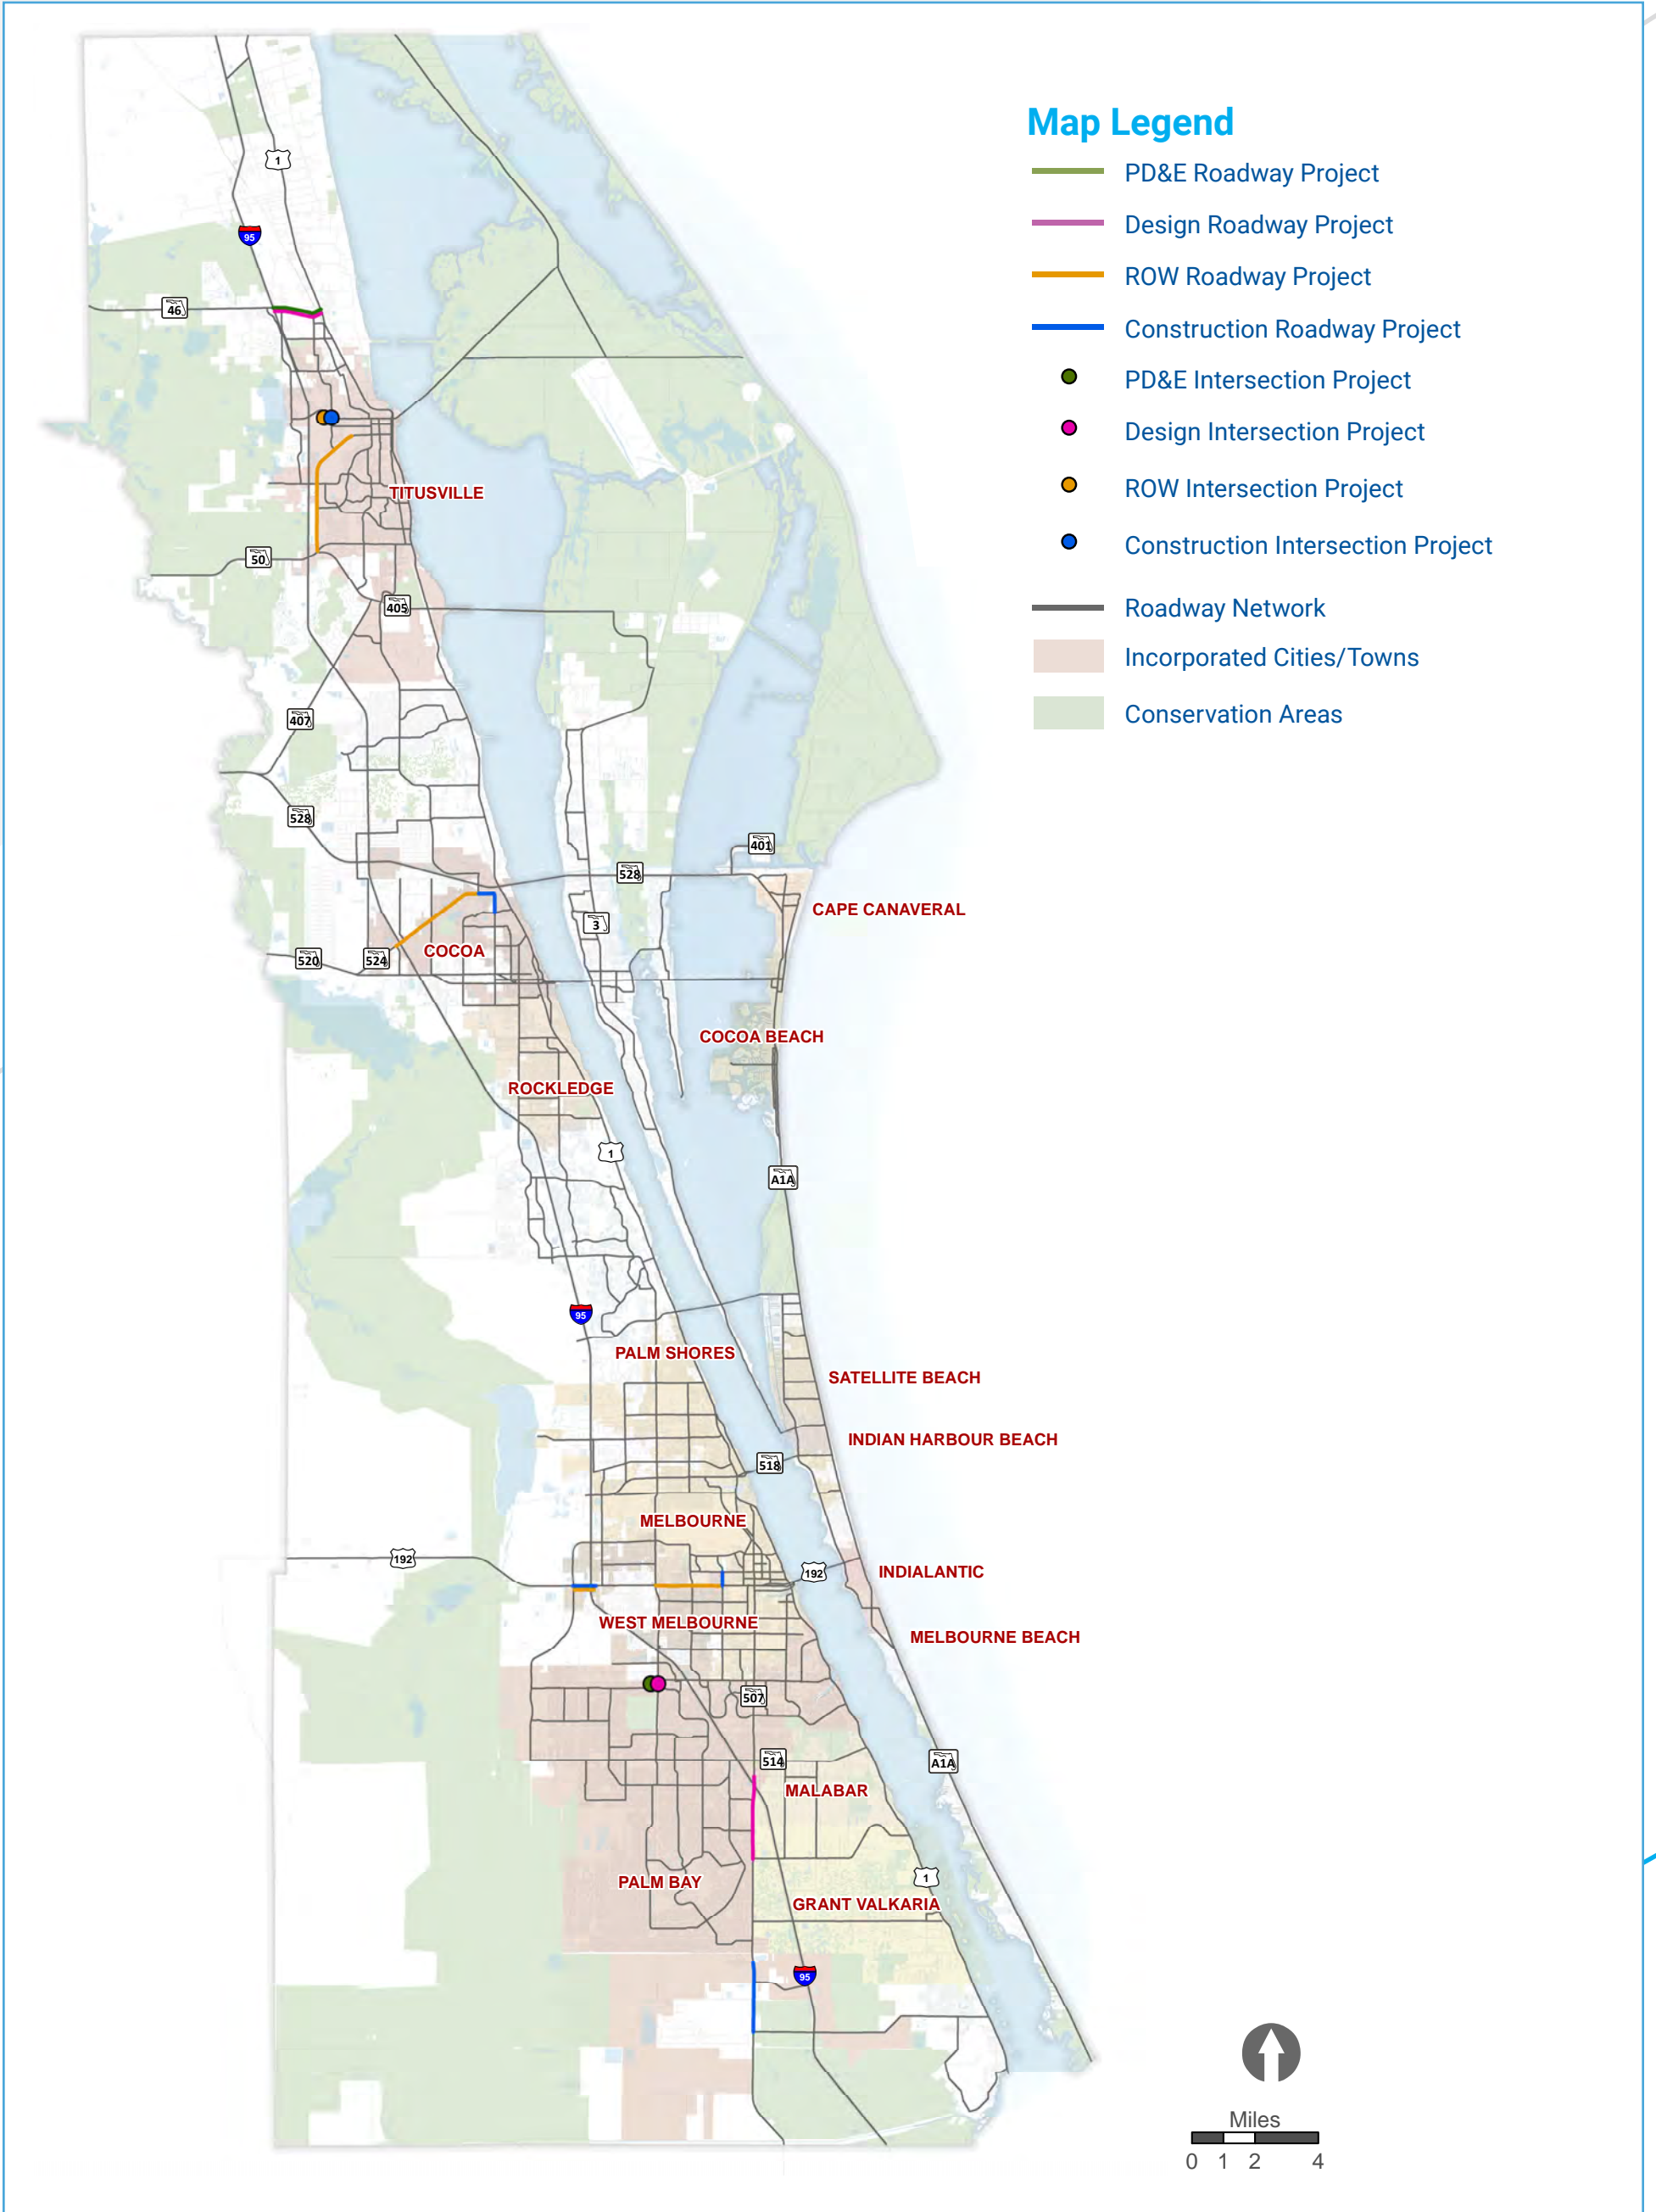 Map Legend
PD&E Roadway Project
Design Roadway Project
ROW Roadway Project
Construction Roadway Project
PD&E Intersection Project
Design Intersection Project
ROW Intersection Project
Construction Intersection Project
Roadway Network
Incorporated Cities/Towns
Conservation Areas
1
95
46
TITUSVILLE
50
405
407
528
401
528
CAPE CANAVERAL
3
COCOA
520
524
COCOA BEACH
ROCKLEDGE
1
A1A
95
PALM SHORES
SATELLITE BEACH
INDIAN HARBOUR BEACH
518
MELBOURNE
192
192
INDIALANTIC
WEST MELBOURNE
MELBOURNE BEACH
507
514
A1A
MALABAR
1
PALM BAY
GRANT VALKARIA
95
Miles
0 1 2 4